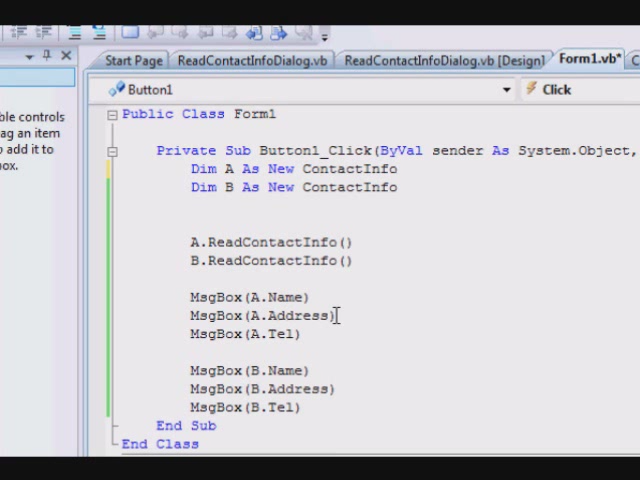 Start Page ReadContactInfoDialog.vb ReadContactInfoDialog.vb [Design] Form1.vb*
Button1 Click
ble controls
ag an item
o add it to
ox.
Public Class Form1
Private Sub Button1_Click(ByVal sender As System.Object,
Dim A As New ContactInfo
Dim B As New ContactInfo
A.ReadContactInfo()
B.ReadContactInfo()
MsgBox(A.Name)
MsgBox(A.Address)
MsgBox(A.Tel)
MsgBox(B.Name)
MsgBox(B.Address)
MsgBox(B.Tel)
End Sub
End Class